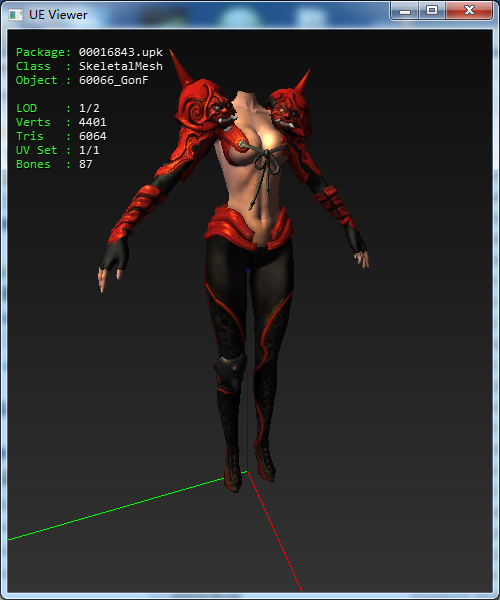 UE Viewer
Package: 00016843.upk
Class : SkeletalMesh
Object : 60066_GonF
LOD : 1/2
Verts : 4401
Tris : 6064
UV Set : 1/1
Bones : 87